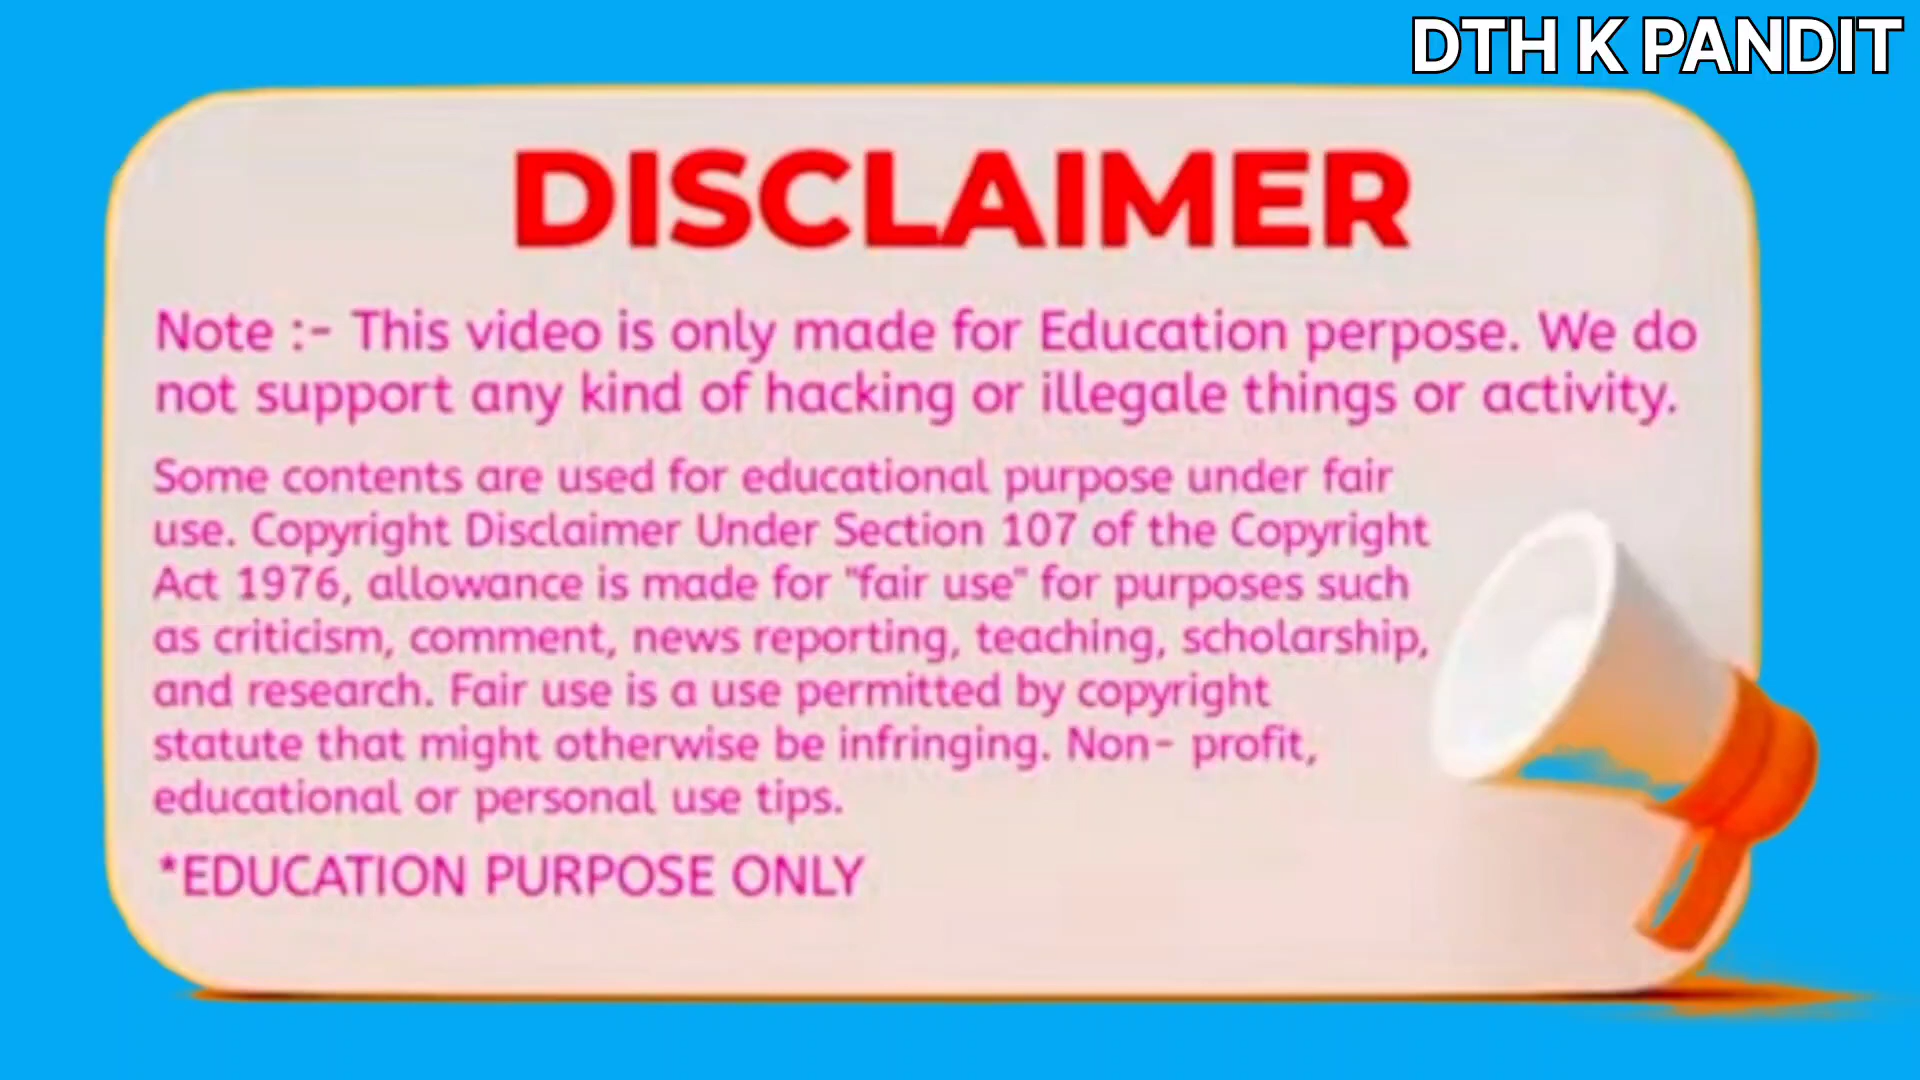 DTH K PANDIT
DISCLAIMER
Note :- This video is only made for Education perpose. We do
not support any kind of hacking or illegale things or activity.
Some contents are used for educational purpose under fair
use. Copyright Disclaimer Under Section 107 of the Copyright
Act 1976, allowance is made for "fair use" for purposes such
as criticism, comment, news reporting, teaching, scholarship,
and research. Fair use is a use permitted by copyright
statute that might otherwise be infringing. Non- profit,
educational or personal use tips.
*EDUCATION PURPOSE ONLY